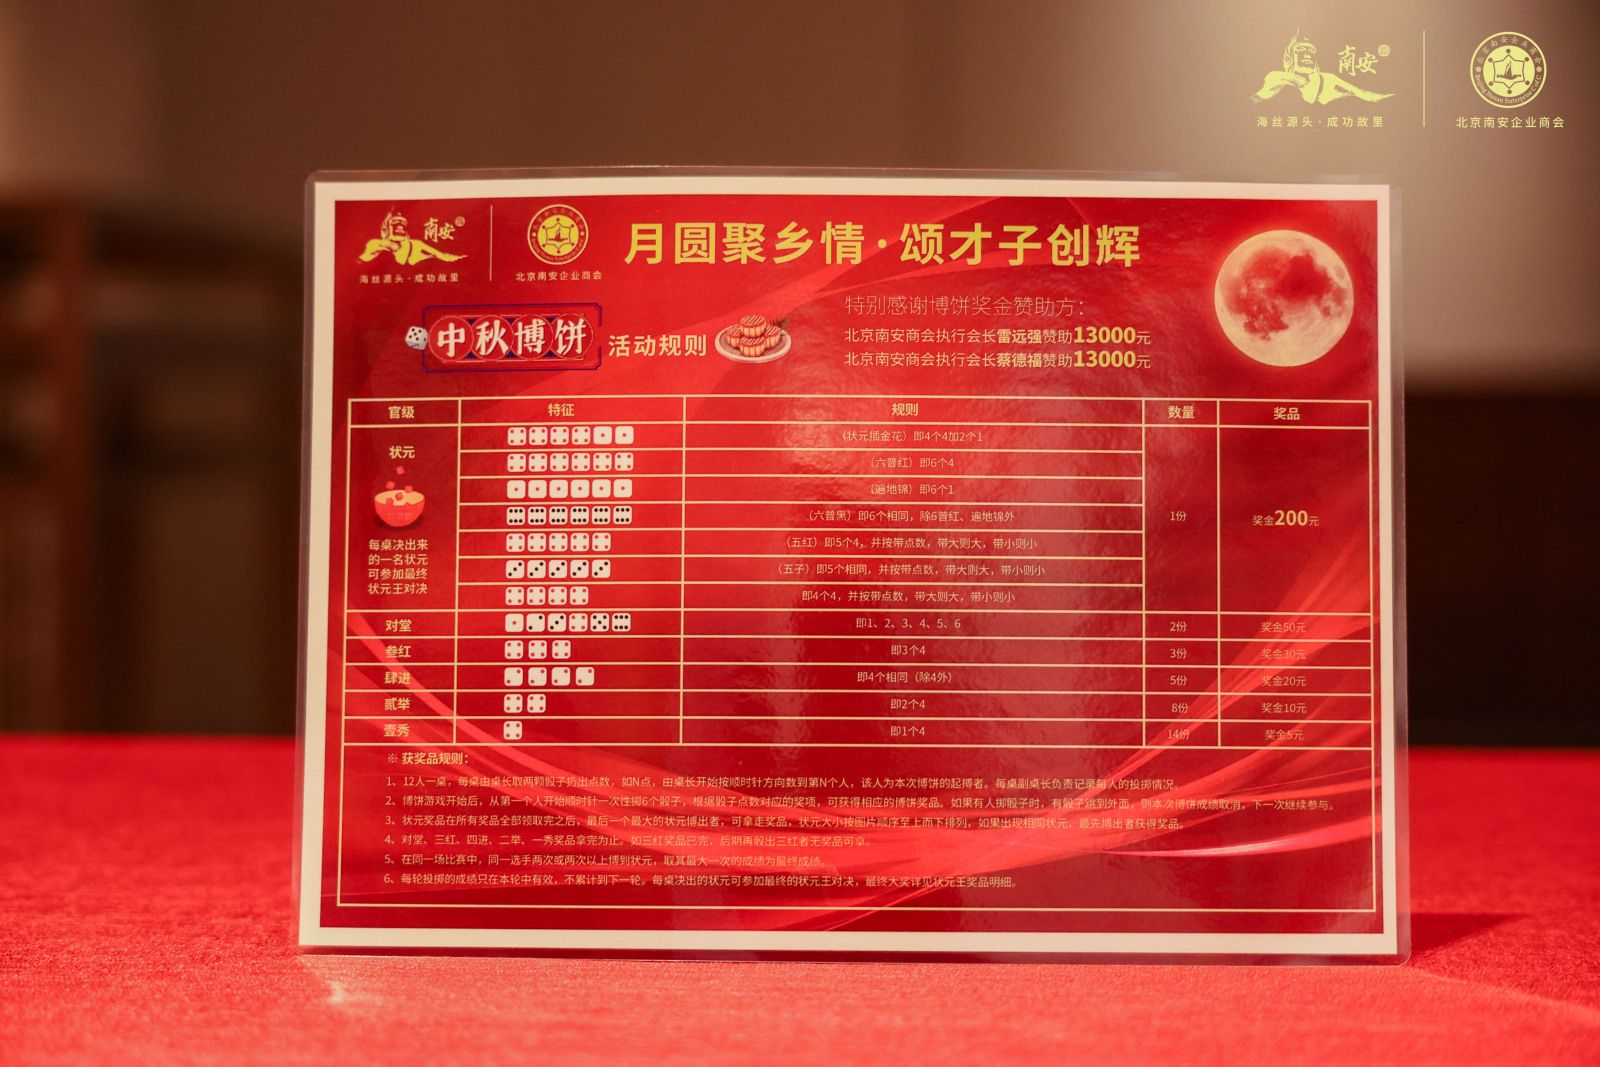 南安
海丝源头·成功故里
北京南安企业商会
南安
海丝源头·成功故里
北京南安企业商会
月圆聚乡情·颂才子创辉
中秋博饼 活动规则
特别感谢博饼奖金赞助方：
北京南安商会执行会长雷远强赞助13000元
北京南安商会执行会长蔡德福赞助13000元
官级 特征 规则 数量 奖品
状元
每桌决出来
的一名状元
可参加最终
状元王对决
（状元插金花）即4个4加2个1
（六普红）即6个4
（遍地锦）即6个1
（六普黑）即6个相同，除6普红、遍地锦外
（五红）即5个4，并按带点数，带大则大，带小则小
（五子）即5个相同，并按带点数，带大则大，带小则小
即4个4，并按带点数，带大则大，带小则小
1份 奖金200元
对堂 即1、2、3、4、5、6 2份 奖金50元
叁红 即3个4 3份 奖金30元
肆进 即4个相同（除4外） 5份 奖金20元
贰举 即2个4 8份 奖金10元
壹秀 即1个4 14份 奖金5元
※ 获奖品规则：
1、12人一桌，每桌由桌长取两颗骰子扔出点数，如N点，由桌长开始按顺时针方向数到第N个人，该人为本次博饼的起搏者。每桌副桌长负责记录每人的投掷情况。
2、博饼游戏开始后，从第一个人开始顺时针一次性掷6个骰子，根据骰子点数对应的奖项，可获得相应的博饼奖品。如果有人掷骰子时，有骰子跳到外面，则本次博饼成绩取消，下一次继续参与。
3、状元奖品在所有奖品全部领取完之后，最后一个最大的状元博出者，可拿走奖品，状元大小按图片顺序至上而下排列，如果出现相同状元，最先博出者获得奖品。
4、对堂、三红、四进、二举、一秀奖品拿完为止。如三红奖品已完，后期再骰出三红者无奖品可拿。
5、在同一场比赛中，同一选手两次或两次以上博到状元，取其最大一次的成绩为最终成绩。
6、每轮投掷的成绩只在本轮中有效，不累计到下一轮。每桌决出的状元可参加最终的状元王对决，最终大奖详见状元王奖品明细。